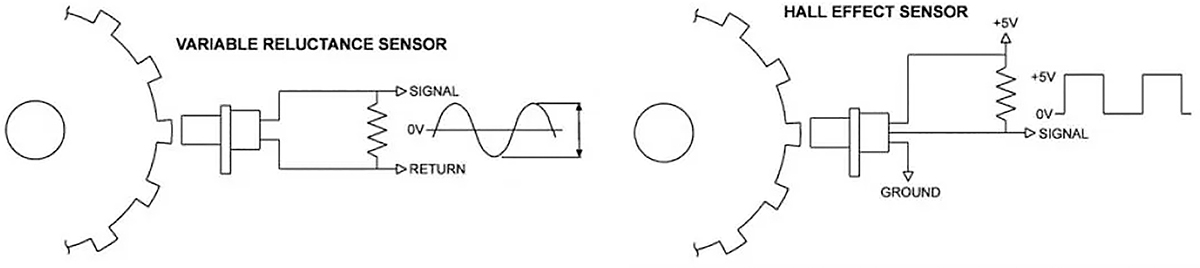 VARIABLE RELUCTANCE SENSOR
SIGNAL
0V
RETURN
HALL EFFECT SENSOR
+5V
+5V
0V
SIGNAL
GROUND